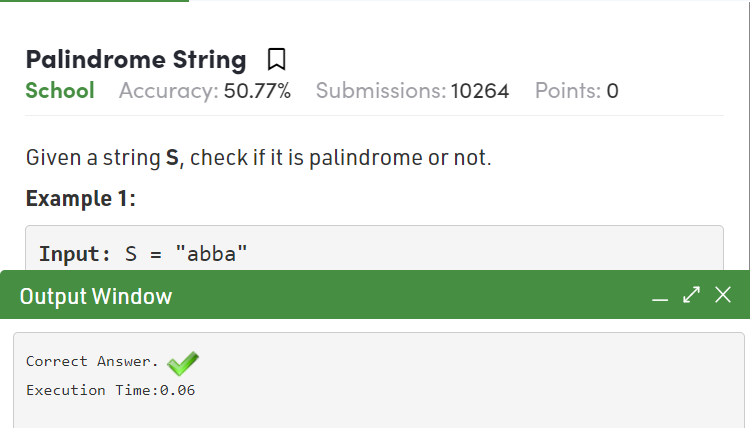 Palindrome String
School Accuracy: 50.77% Submissions: 10264 Points: 0
Given a string S, check if it is palindrome or not.
Example 1:
Input: S = "abba"
Output Window
Correct Answer.
Execution Time:0.06